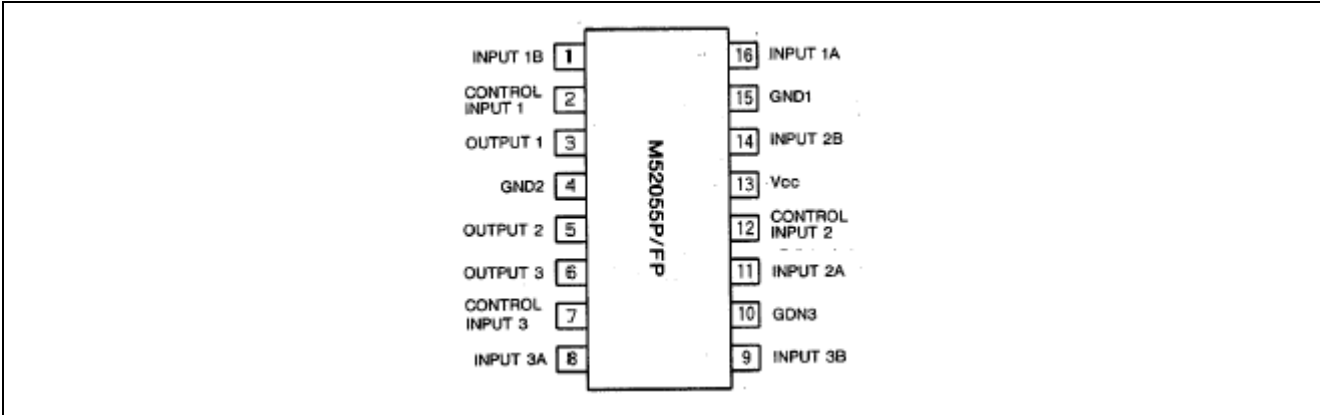 INPUT 1B 1
CONTROL
INPUT 1 2
OUTPUT 1 3
GND2 4
OUTPUT 2 5
OUTPUT 3 6
CONTROL
INPUT 3 7
INPUT 3A 8
M52055P/FP
16 INPUT 1A
15 GND1
14 INPUT 2B
13 Vcc
12 CONTROL
INPUT 2
11 INPUT 2A
10 GDN3
9 INPUT 3B